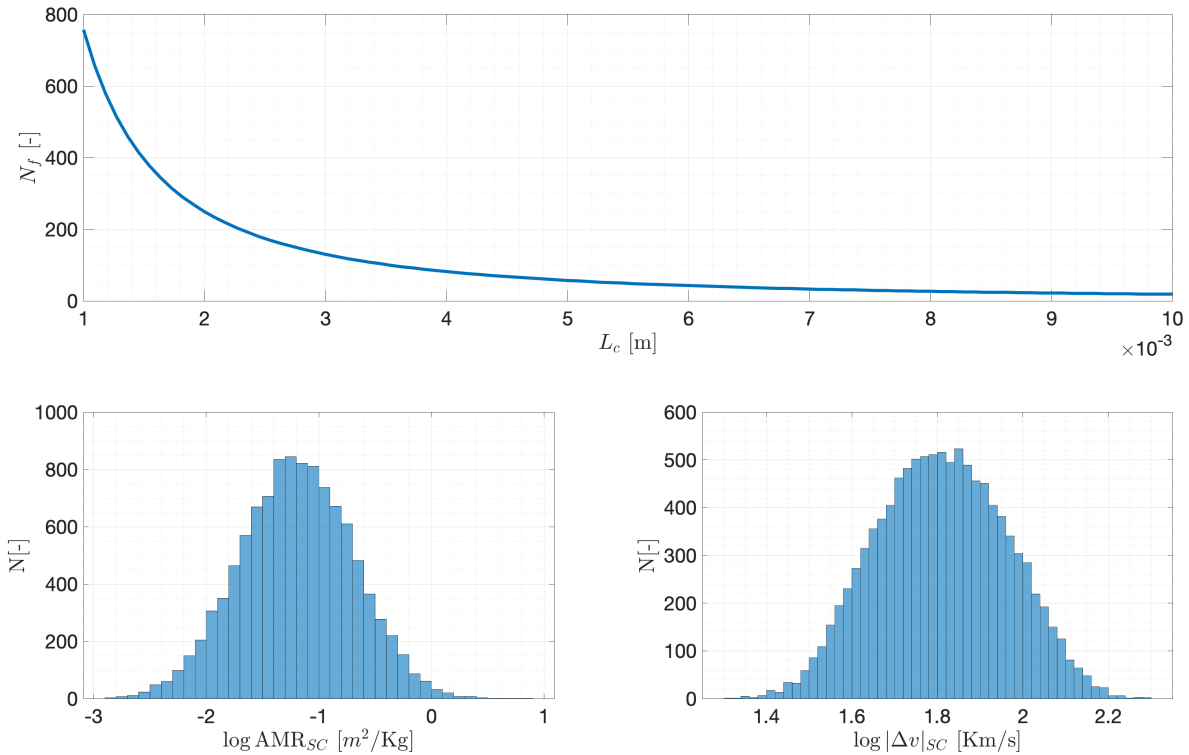 800
600
400
200
0
N_f [-]
1 2 3 4 5 6 7 8 9 10
L_c [m]
×10^-3
1000
800
600
400
200
0
N[-]
-3 -2 -1 0 1
log AMR_SC [m^2/Kg]
600
500
400
300
200
100
0
N[-]
1.4 1.6 1.8 2 2.2
log |Δv|_SC [Km/s]